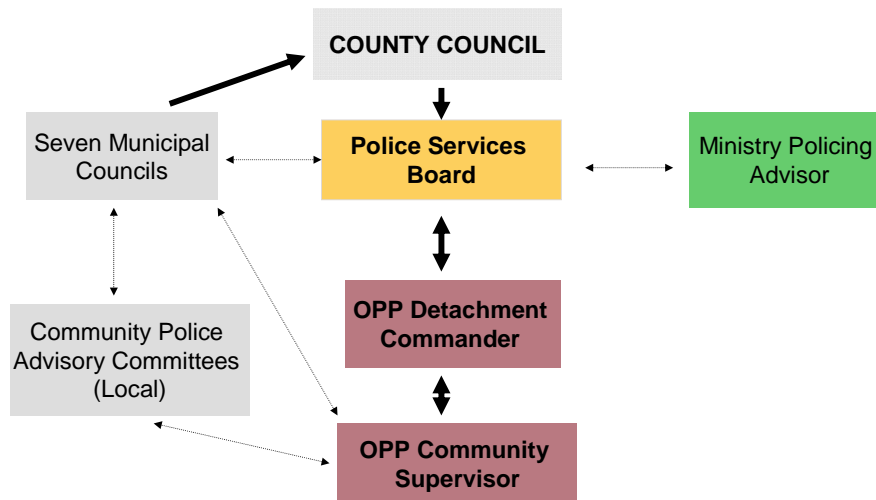 COUNTY COUNCIL
Seven Municipal
Councils
Police Services
Board
Ministry Policing
Advisor
OPP Detachment
Commander
Community Police
Advisory Committees
(Local)
OPP Community
Supervisor